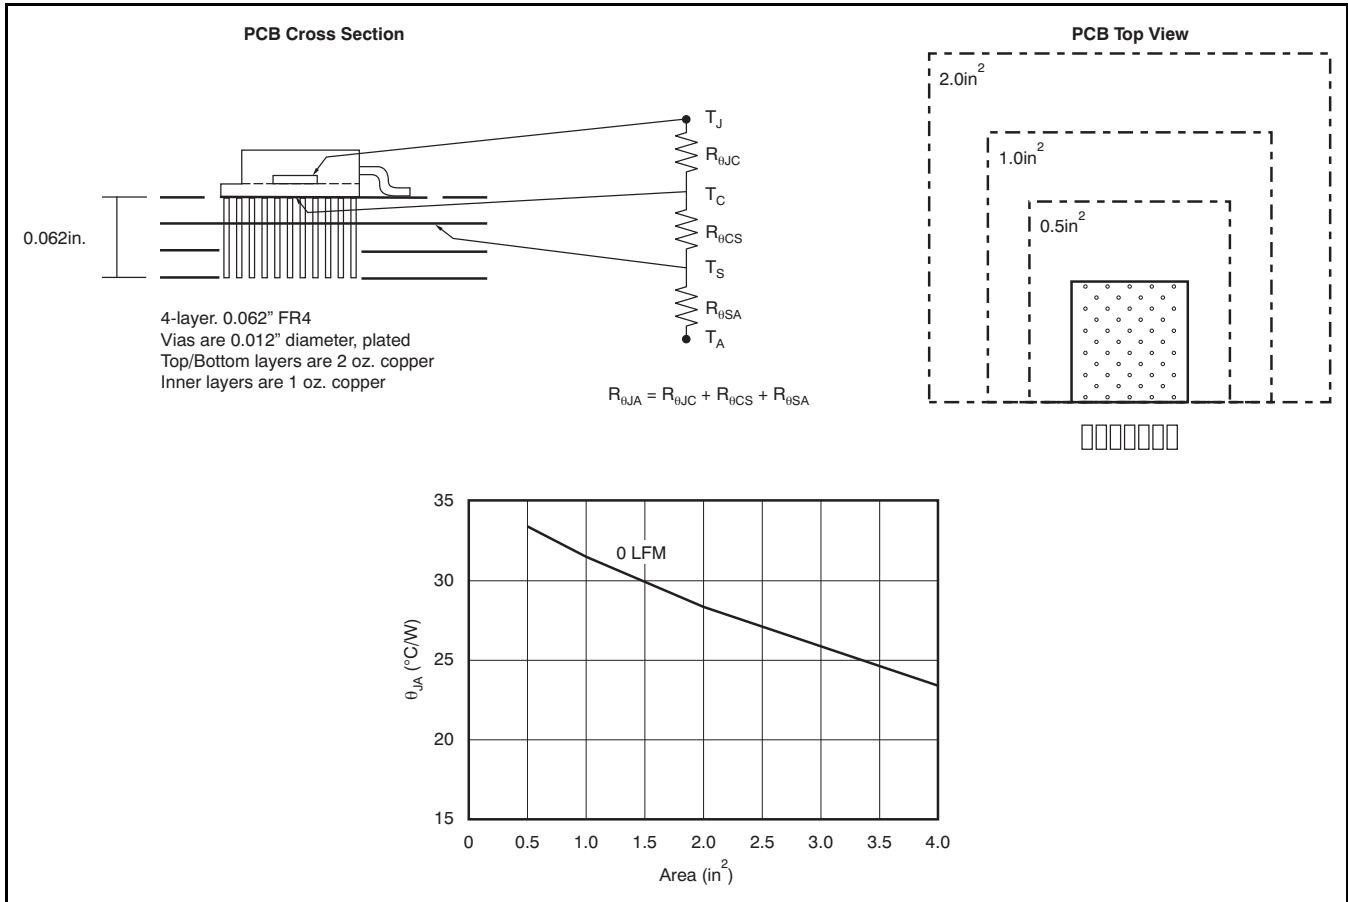 PCB Cross Section
PCB Top View
2.0in²
1.0in²
0.5in²
T_J
R_θJC
T_C
R_θCS
T_S
R_θSA
T_A
0.062in.
4-layer. 0.062” FR4
Vias are 0.012” diameter, plated
Top/Bottom layers are 2 oz. copper
Inner layers are 1 oz. copper
R_θJA = R_θJC + R_θCS + R_θSA
35
30
25
20
15
θ_JA (°C/W)
0 LFM
0 0.5 1.0 1.5 2.0 2.5 3.0 3.5 4.0
Area (in²)